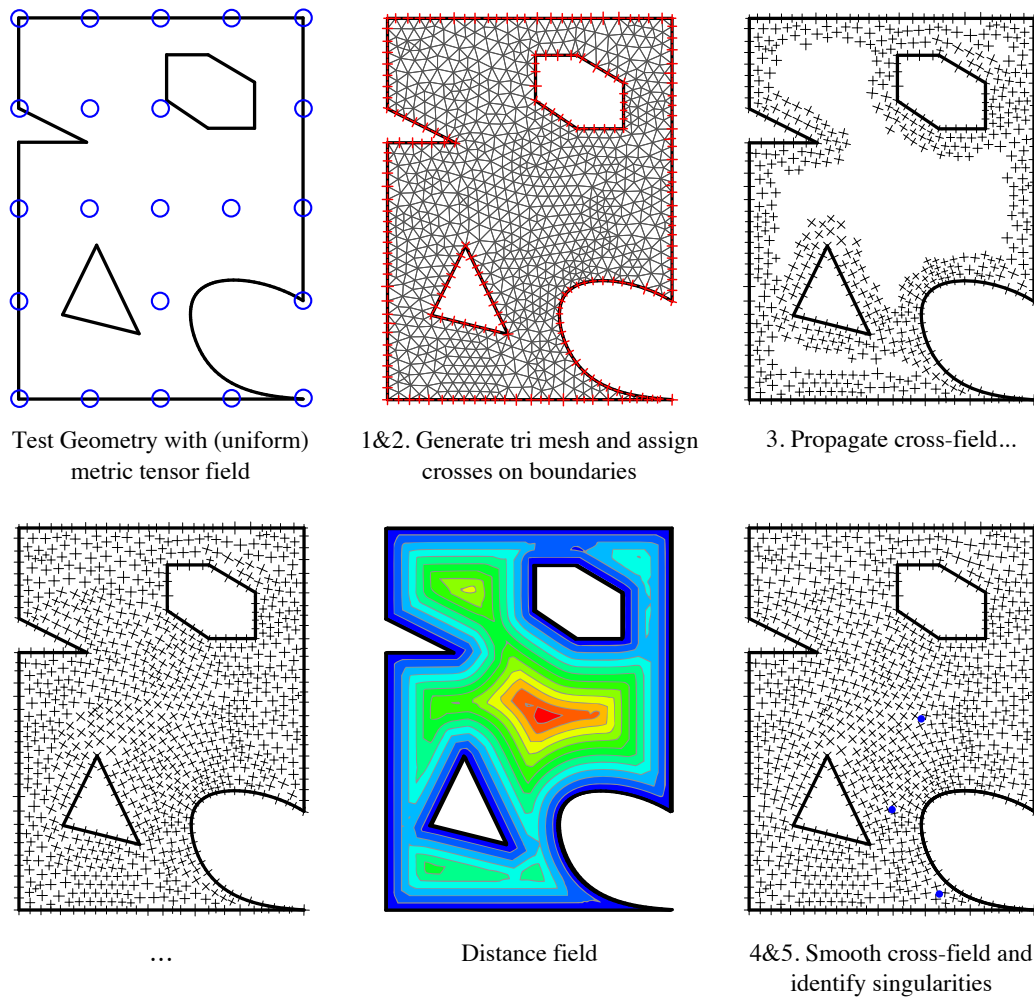 Test Geometry with (uniform)
metric tensor field
1&2. Generate tri mesh and assign
crosses on boundaries
3. Propagate cross-field...
...
Distance field
4&5. Smooth cross-field and
identify singularities